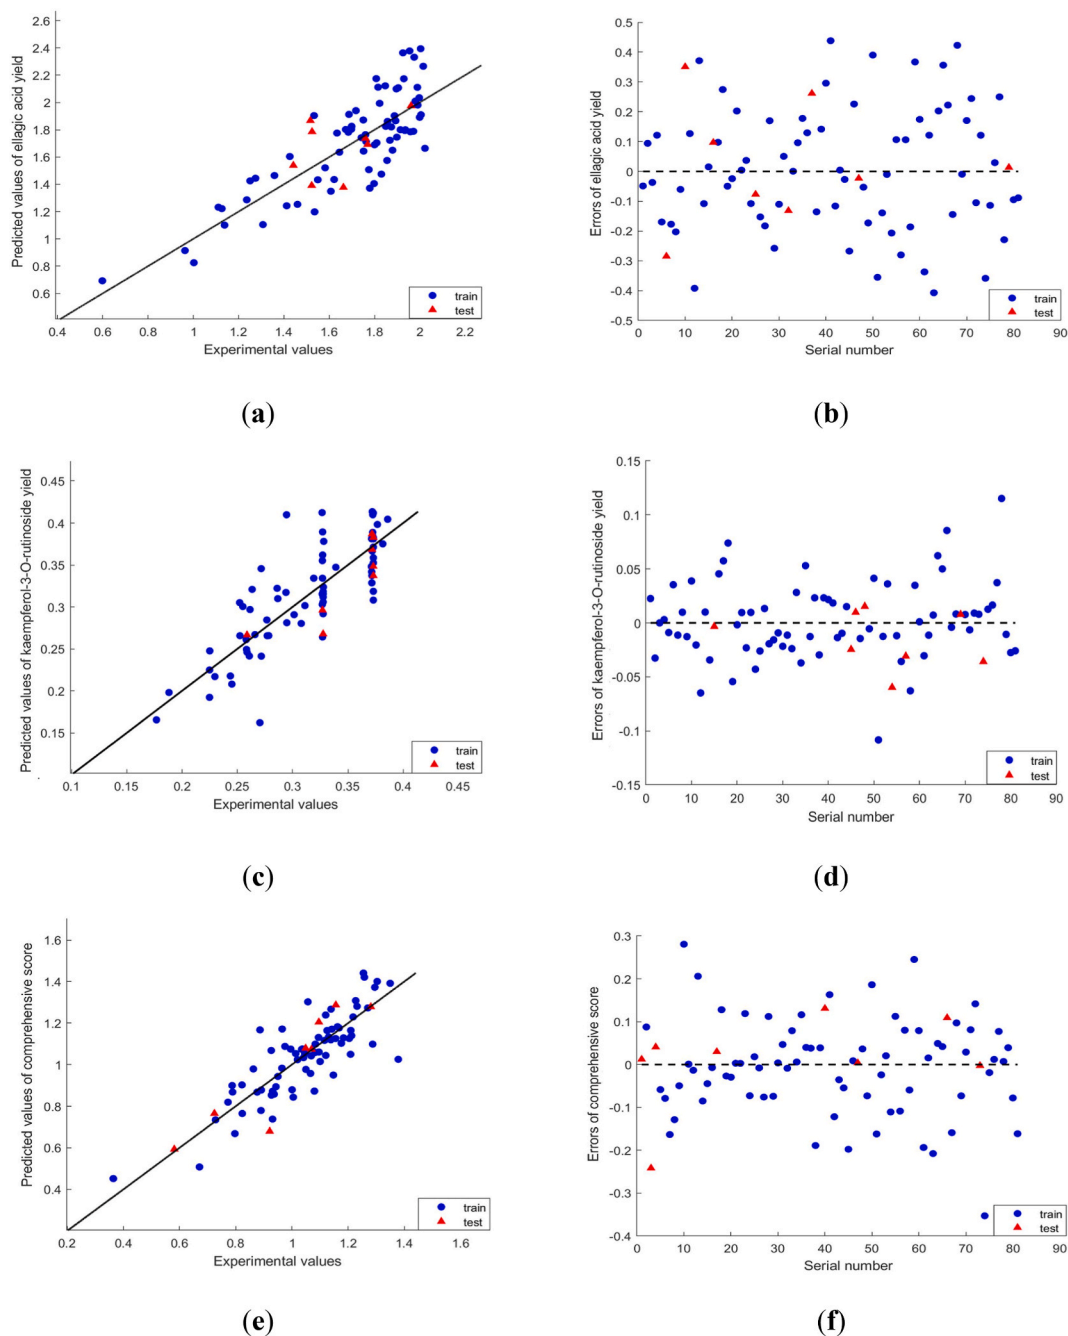 2.6
2.4
2.2
2
1.8
1.6
1.4
1.2
1
0.8
0.6
Predicted values of ellagic acid yield
0.4 0.6 0.8 1 1.2 1.4 1.6 1.8 2 2.2
Experimental values
train
test
(a)
0.5
0.4
0.3
0.2
0.1
0
-0.1
-0.2
-0.3
-0.4
-0.5
Errors of ellagic acid yield
0 10 20 30 40 50 60 70 80 90
Serial number
train
test
(b)
0.45
0.4
0.35
0.3
0.25
0.2
0.15
Predicted values of kaempferol-3-O-rutinoside yield
0.1 0.15 0.2 0.25 0.3 0.35 0.4 0.45
Experimental values
train
test
(c)
0.15
0.1
0.05
0
-0.05
-0.1
-0.15
Errors of kaempferol-3-O-rutinoside yield
0 10 20 30 40 50 60 70 80 90
Serial number
train
test
(d)
1.6
1.4
1.2
1
0.8
0.6
0.4
Predicted values of comprehensive score
0.2 0.4 0.6 0.8 1 1.2 1.4 1.6
Experimental values
train
test
(e)
0.3
0.2
0.1
0
-0.1
-0.2
-0.3
-0.4
Errors of comprehensive score
0 10 20 30 40 50 60 70 80 90
Serial number
train
test
(f)